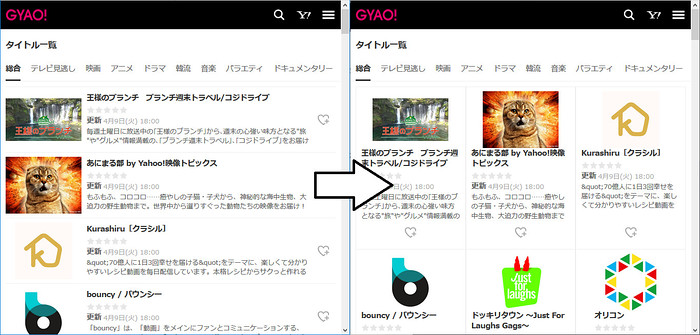 GYAO!
Y!
タイトル一覧
総合 テレビ見逃し 映画 アニメ ドラマ 韓流 音楽 バラエティ ドキュメンタリー
王様のブランチ
王様のブランチ ブランチ週末トラベル/コジドライブ
更新 4月9日(火) 18:00
毎週土曜日に放送中の「王様のブランチ」から、週末の心強い味方となる"旅"や"グルメ"情報満載の、「ブランチ週末トラベル」、「コジドライブ」をお届け
あにまる部 by Yahoo!映像トピックス
更新 4月9日(火) 18:00
もふもふ、コロコロ……癒やしの子猫・子犬から、神秘的な海中生物、大迫力の野生動物まで。世界中から選りすぐった動物たちの映像をお届け！
Kurashiru [クラシル]
更新 4月9日(火) 18:00
&quot;70億人に1日3回幸せを届ける&quot;をテーマに、楽しくて分かりやすいレシピ動画を毎日配信しています。本格レシピからサクッと作れる
bouncy / バウンシー
更新 4月9日(火) 18:00
「bouncy」は、「動画」をメインにファンとコミュニケーションする、
GYAO!
Y!
タイトル一覧
総合 テレビ見逃し 映画 アニメ ドラマ 韓流 音楽 バラエティ ドキュメンタリー
王様のブランチ
王様のブランチ ブランチ週末トラベル/コジドライブ
日(火) 18:00
毎週土曜日に放送中の「王様のブランチ」から、週末の心強い味方となる"旅"や"グルメ"情報満載の
あにまる部 by Yahoo!映像トピックス
更新 4月9日(火) 18:00
もふもふ、コロコロ……癒やしの子猫・子犬から、神秘的な海中生物、大迫力の野生動物まで
Kurashiru [クラシル]
更新 4月9日(火) 18:00
&quot;70億人に1日3回幸せを届ける&quot;をテーマに、楽しくて分かりやすいレシピ動画を
bouncy / バウンシー
Just for laughs
ドッキリタウン ～Just For Laughs Gags～
オリコン